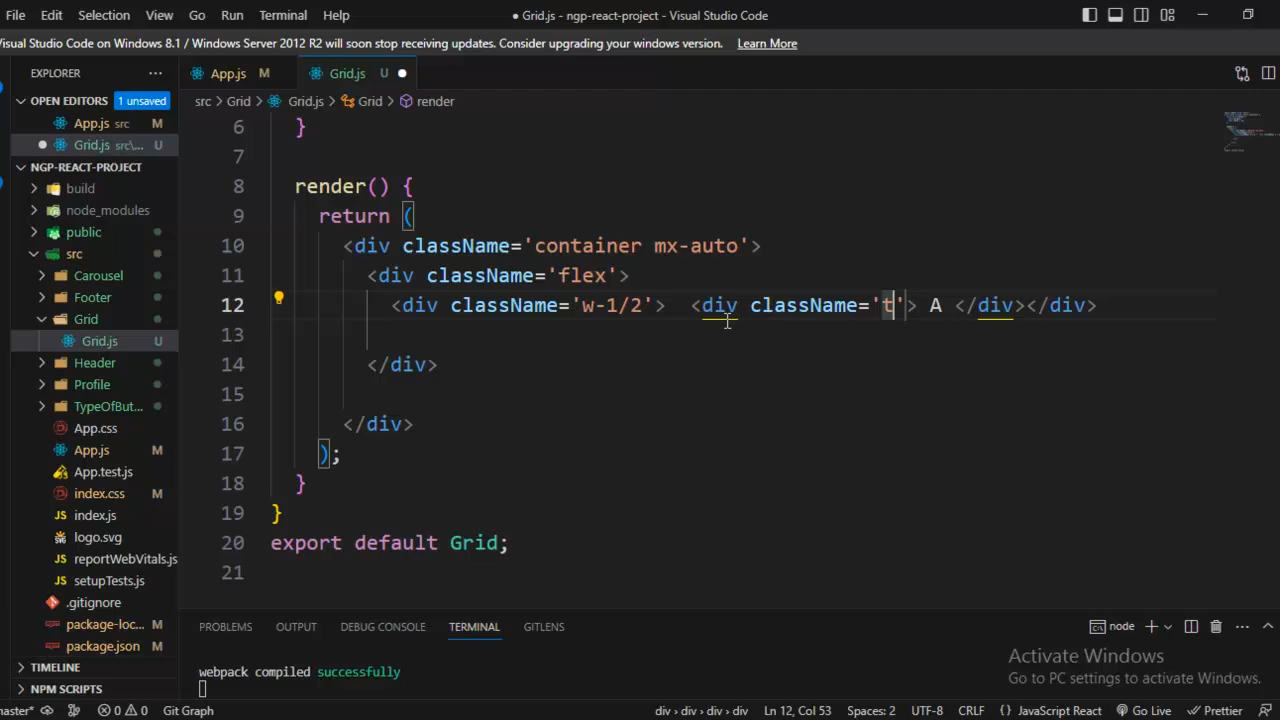 File Edit Selection View Go Run Terminal Help
● Grid.js - ngp-react-project - Visual Studio Code
Visual Studio Code on Windows 8.1 / Windows Server 2012 R2 will soon stop receiving updates. Consider upgrading your windows version. Learn More
EXPLORER ···
App.js M
Grid.js U ●
OPEN EDITORS 1 unsaved
App.js src M
● Grid.js src\... U
NGP-REACT-PROJECT
build
node_modules
public
src
Carousel
Footer
Grid
Grid.js U
Header
Profile
TypeOfBut...
App.css
App.js M
App.test.js
index.css M
JS index.js
logo.svg
JS reportWebVitals.js
JS setupTests.js
.gitignore
package-loc... M
package.json M
TIMELINE
NPM SCRIPTS
src > Grid > Grid.js > Grid > render
6 }
7
8 render() {
9 return (
10 <div className='container mx-auto'>
11 <div className='flex'>
12 <div className='w-1/2'> <div className='t'> A </div></div>
13
14 </div>
15
16 </div>
17 );
18 }
19 }
20 export default Grid;
21
PROBLEMS OUTPUT DEBUG CONSOLE TERMINAL GITLENS
node
webpack compiled successfully
Activate Windows
Go to PC settings to activate Windows.
master* 0 0 Git Graph
div > div > div > div Ln 12, Col 53 Spaces: 2 UTF-8 CRLF {} JavaScript React Go Live Prettier